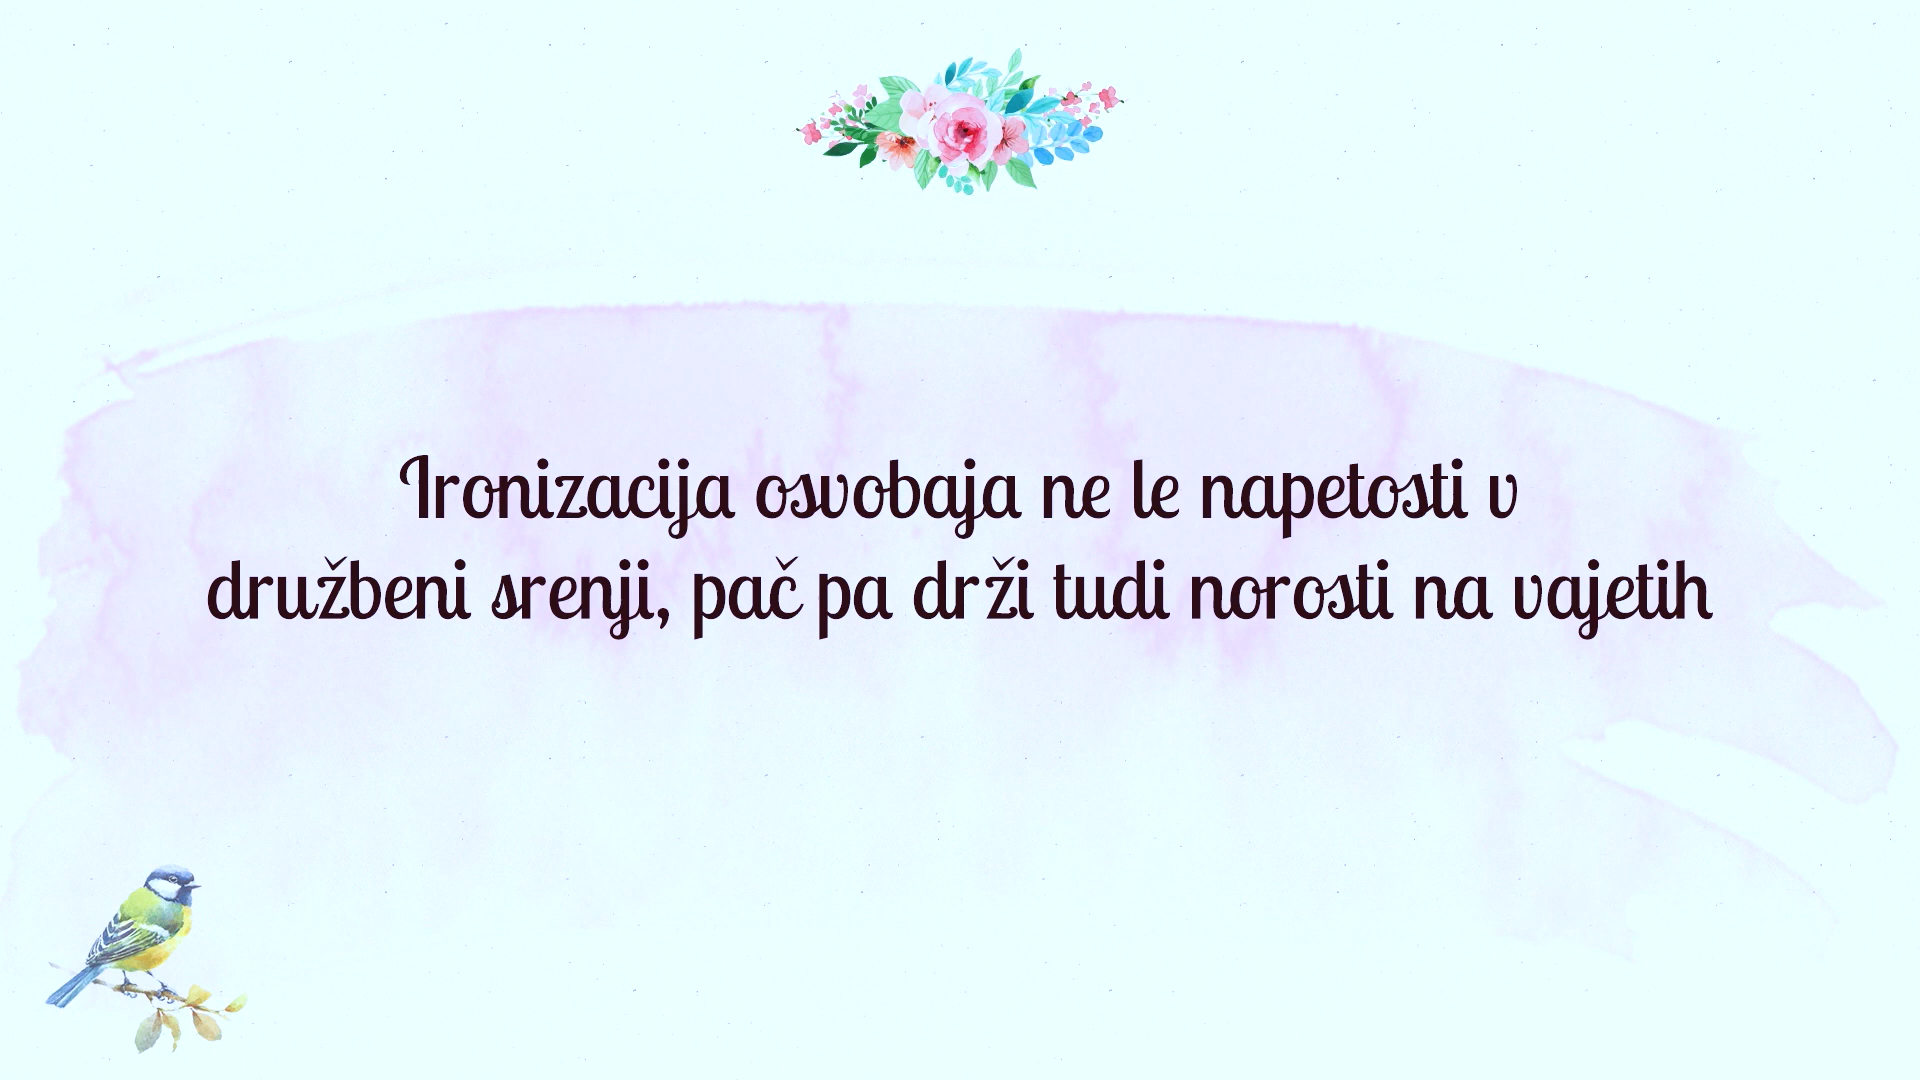 Ironizacija osvobaja ne le napetosti v
družbeni srenji, pač pa drži tudi norosti na vajetih